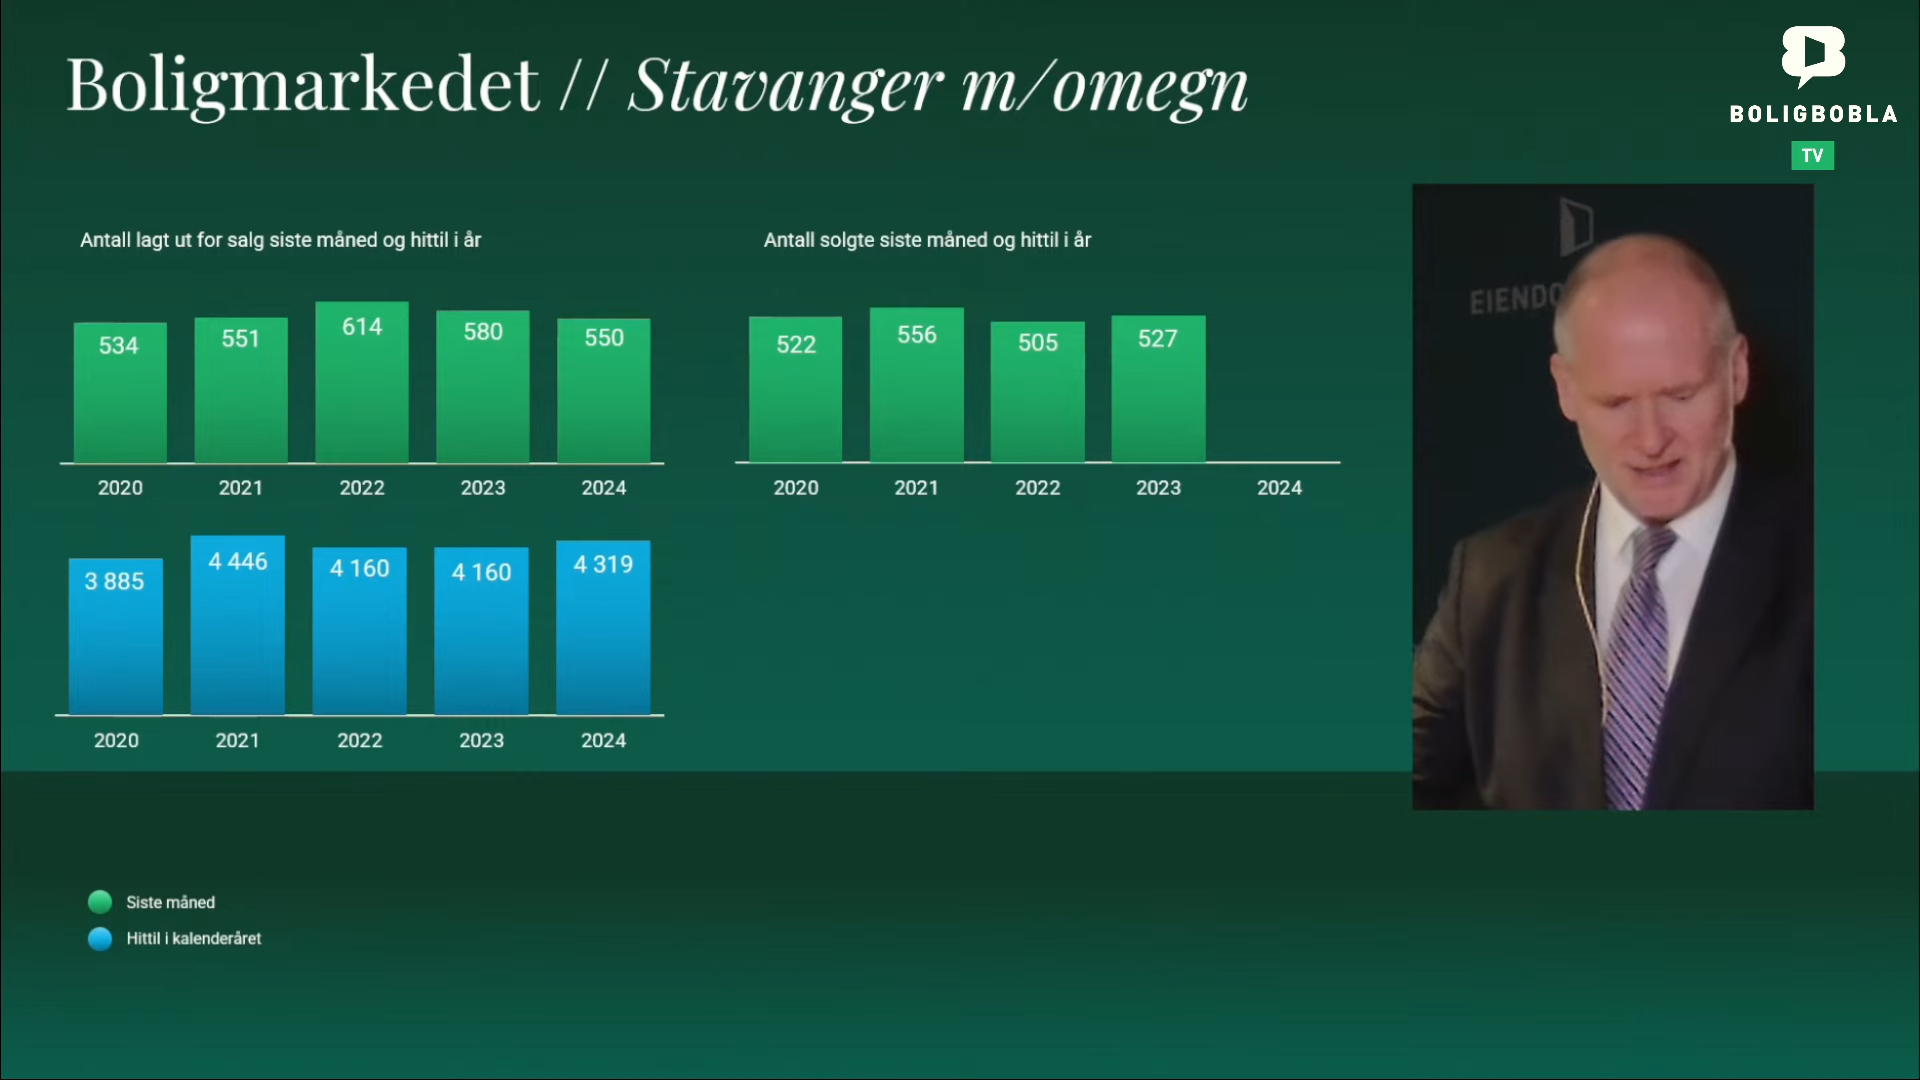 Boligmarkedet // Stavanger m/omegn
BOLIGBOBLA
TV
Antall lagt ut for salg siste måned og hittil i år
534 551 614 580 550
2020 2021 2022 2023 2024
3 885 4 446 4 160 4 160 4 319
2020 2021 2022 2023 2024
Antall solgte siste måned og hittil i år
522 556 505 527
2020 2021 2022 2023 2024
Siste måned
Hittil i kalenderåret